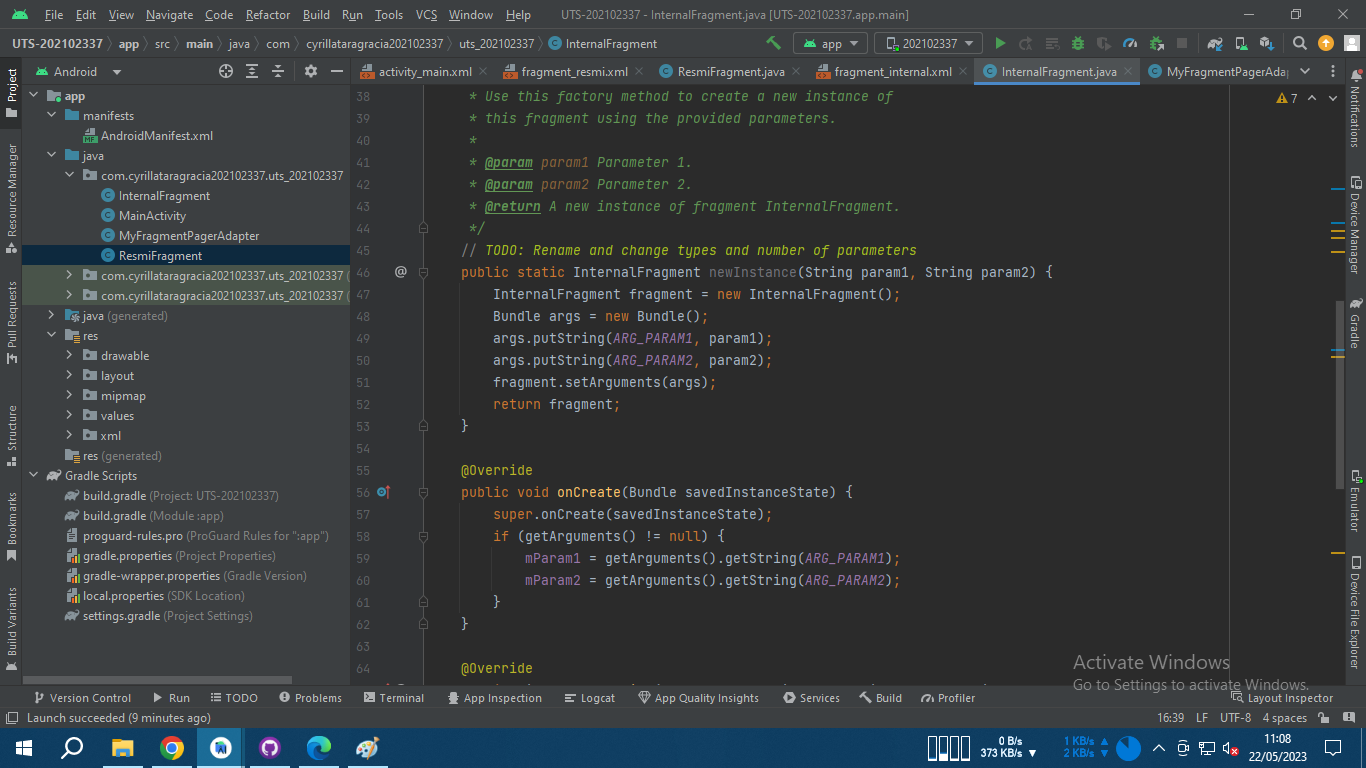 File Edit View Navigate Code Refactor Build Run Tools VCS Window Help UTS-202102337 - InternalFragment.java [UTS-202102337.app.main]
UTS-202102337 app src main java com cyrillataragracia202102337 uts_202102337 InternalFragment app 202102337
Android activity_main.xml fragment_resmi.xml ResmiFragment.java fragment_internal.xml InternalFragment.java MyFragmentPagerAda
Project
Resource Manager
Pull Requests
Structure
Bookmarks
Build Variants
app
manifests
AndroidManifest.xml
java
com.cyrillataragracia202102337.uts_202102337
InternalFragment
MainActivity
MyFragmentPagerAdapter
ResmiFragment
com.cyrillataragracia202102337.uts_202102337 (
com.cyrillataragracia202102337.uts_202102337 (
java (generated)
res
drawable
layout
mipmap
values
xml
res (generated)
Gradle Scripts
build.gradle (Project: UTS-202102337)
build.gradle (Module :app)
proguard-rules.pro (ProGuard Rules for ":app")
gradle.properties (Project Properties)
gradle-wrapper.properties (Gradle Version)
local.properties (SDK Location)
settings.gradle (Project Settings)
7
38 * Use this factory method to create a new instance of
39 * this fragment using the provided parameters.
40 *
41 * @param param1 Parameter 1.
42 * @param param2 Parameter 2.
43 * @return A new instance of fragment InternalFragment.
44 */
45 // TODO: Rename and change types and number of parameters
46 @ public static InternalFragment newInstance(String param1, String param2) {
47 InternalFragment fragment = new InternalFragment();
48 Bundle args = new Bundle();
49 args.putString(ARG_PARAM1, param1);
50 args.putString(ARG_PARAM2, param2);
51 fragment.setArguments(args);
52 return fragment;
53 }
54
55 @Override
56 public void onCreate(Bundle savedInstanceState) {
57 super.onCreate(savedInstanceState);
58 if (getArguments() != null) {
59 mParam1 = getArguments().getString(ARG_PARAM1);
60 mParam2 = getArguments().getString(ARG_PARAM2);
61 }
62 }
63
64 @Override
Notifications
Device Manager
Gradle
Emulator
Device File Explorer
Activate Windows
Go to Settings to activate Windows.
Version Control Run TODO Problems Terminal App Inspection Logcat App Quality Insights Services Build Profiler Layout Inspector
Launch succeeded (9 minutes ago) 16:39 LF UTF-8 4 spaces
0 B/s 1 KB/s 11:08
373 KB/s 2 KB/s 22/05/2023